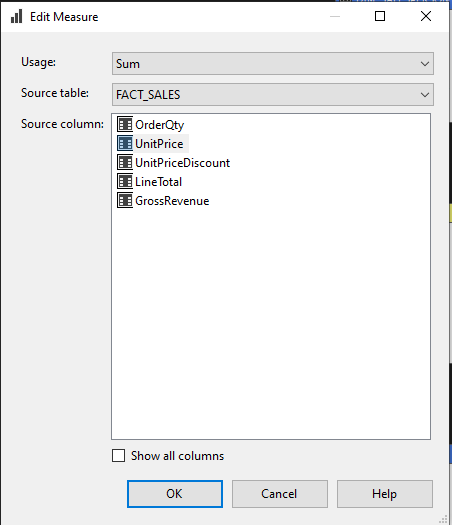 Edit Measure
Usage: Sum
Source table: FACT_SALES
Source column: OrderQty
UnitPrice
UnitPriceDiscount
LineTotal
GrossRevenue
Show all columns
OK Cancel Help